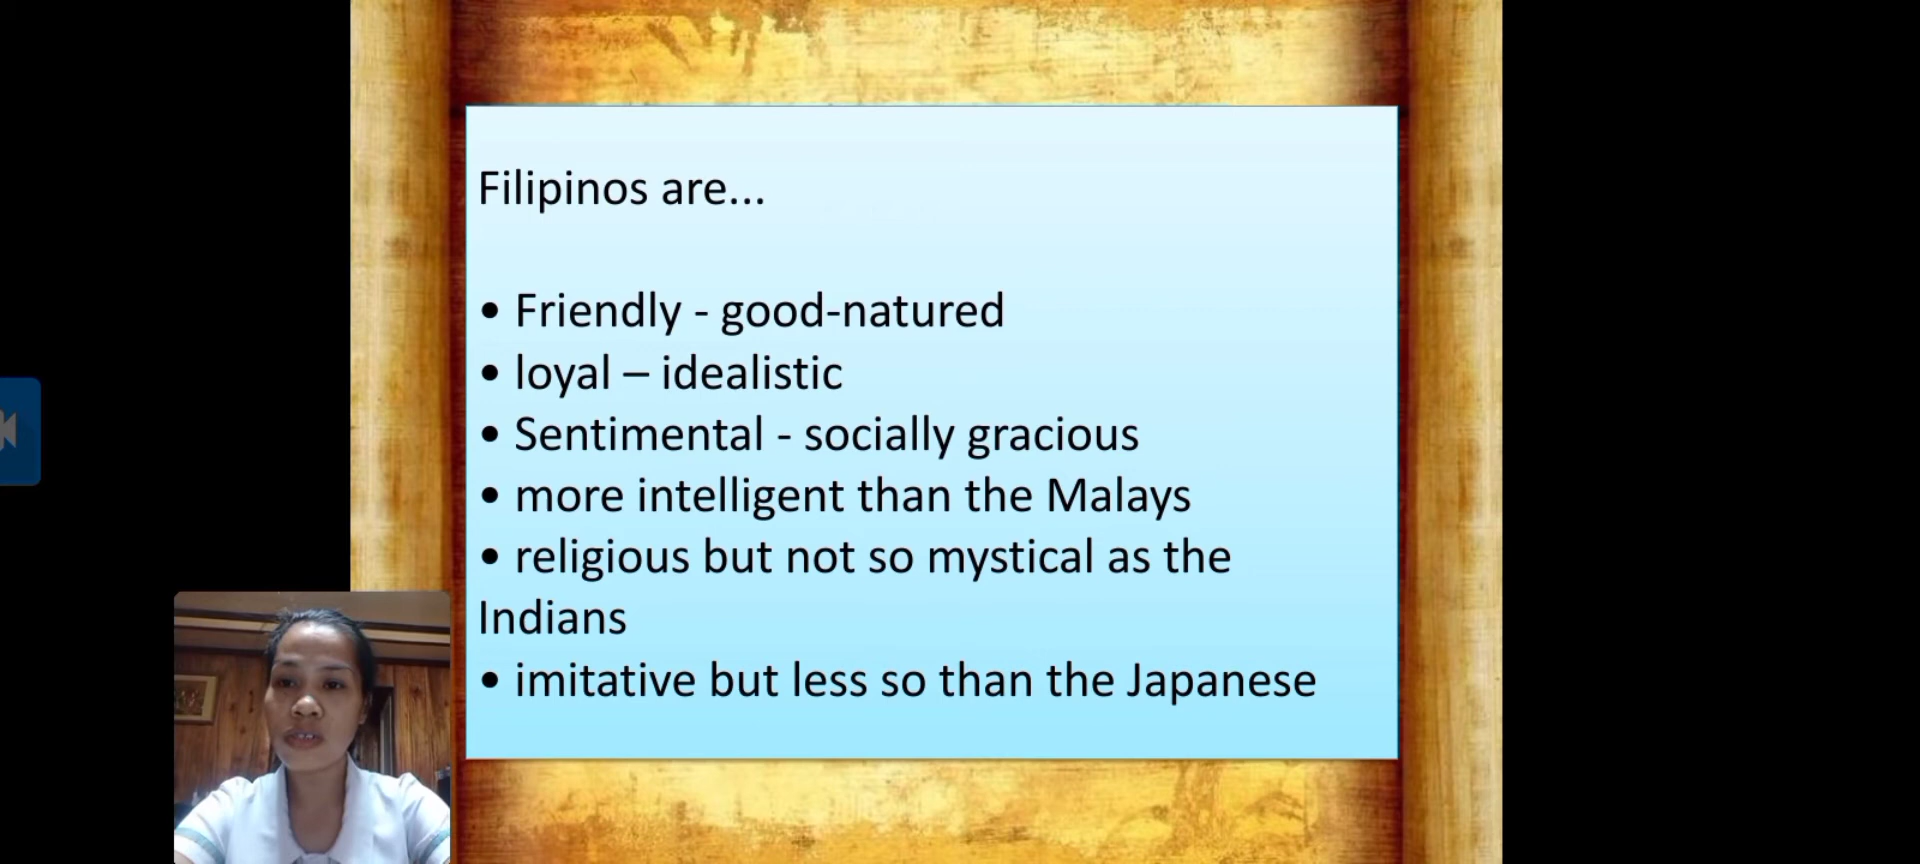 Filipinos are...
• Friendly - good-natured
• loyal – idealistic
• Sentimental - socially gracious
• more intelligent than the Malays
• religious but not so mystical as the
Indians
• imitative but less so than the Japanese